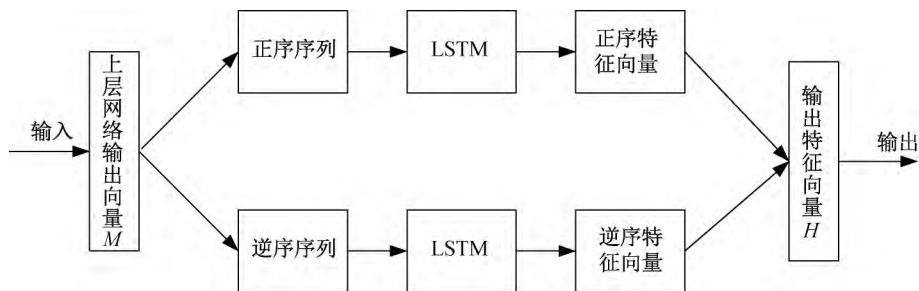 输入
上层网络输出向量M
正序序列
LSTM
正序特
征向量
逆序序列
LSTM
逆序特
征向量
输出特征向量H
输出